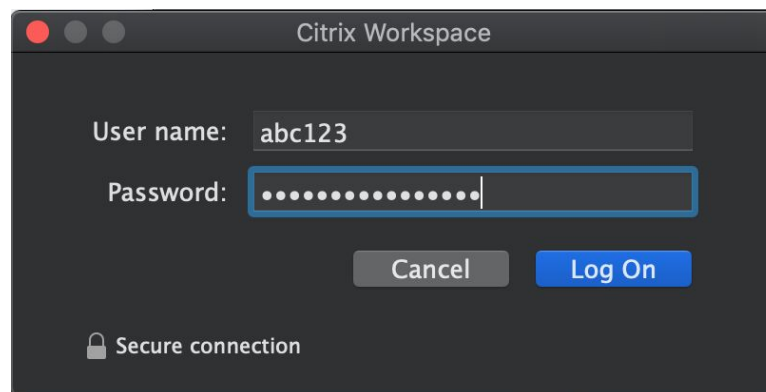 Citrix Workspace
User name: abc123
Password: ••••••••••••••••
Cancel Log On
Secure connection